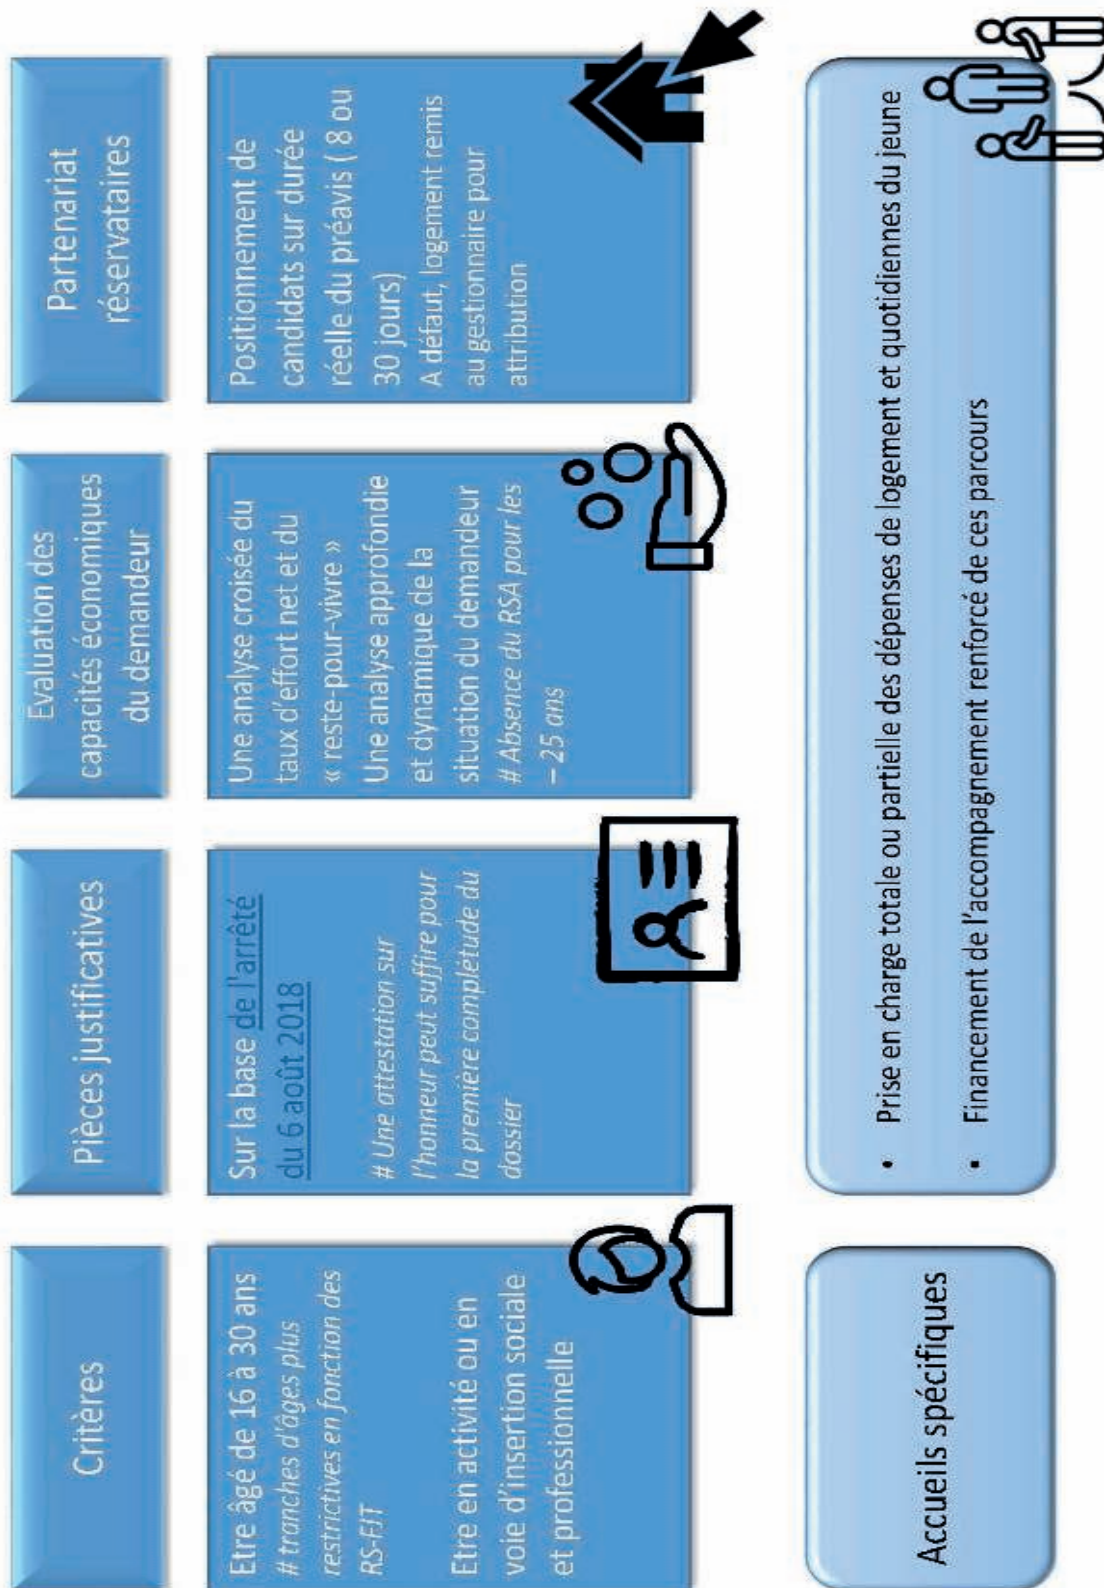 Critères
Etre âgé de 16 à 30 ans
# tranches d'âges plus
restrictives en fonction des
RS-FJT
Etre en activité ou en
voie d'insertion sociale
et professionnelle
Pièces justificatives
Sur la base de l'arrêté
du 6 août 2018
# Une attestation sur
l'honneur peut suffire pour
la première complétude du
dossier
Evaluation des
capacités économiques
du demandeur
Une analyse croisée du
taux d'effort net et du
« reste-pour-vivre »
Une analyse approfondie
et dynamique de la
situation du demandeur
# Absence du RSA pour les
– 25 ans
Partenariat
réservataires
Positionnement de
candidats sur durée
réelle du préavis ( 8 ou
30 jours)
A défaut, logement remis
au gestionnaire pour
attribution
Accueils spécifiques
• Prise en charge totale ou partielle des dépenses de logement et quotidiennes du jeune
• Financement de l'accompagnement renforcé de ces parcours